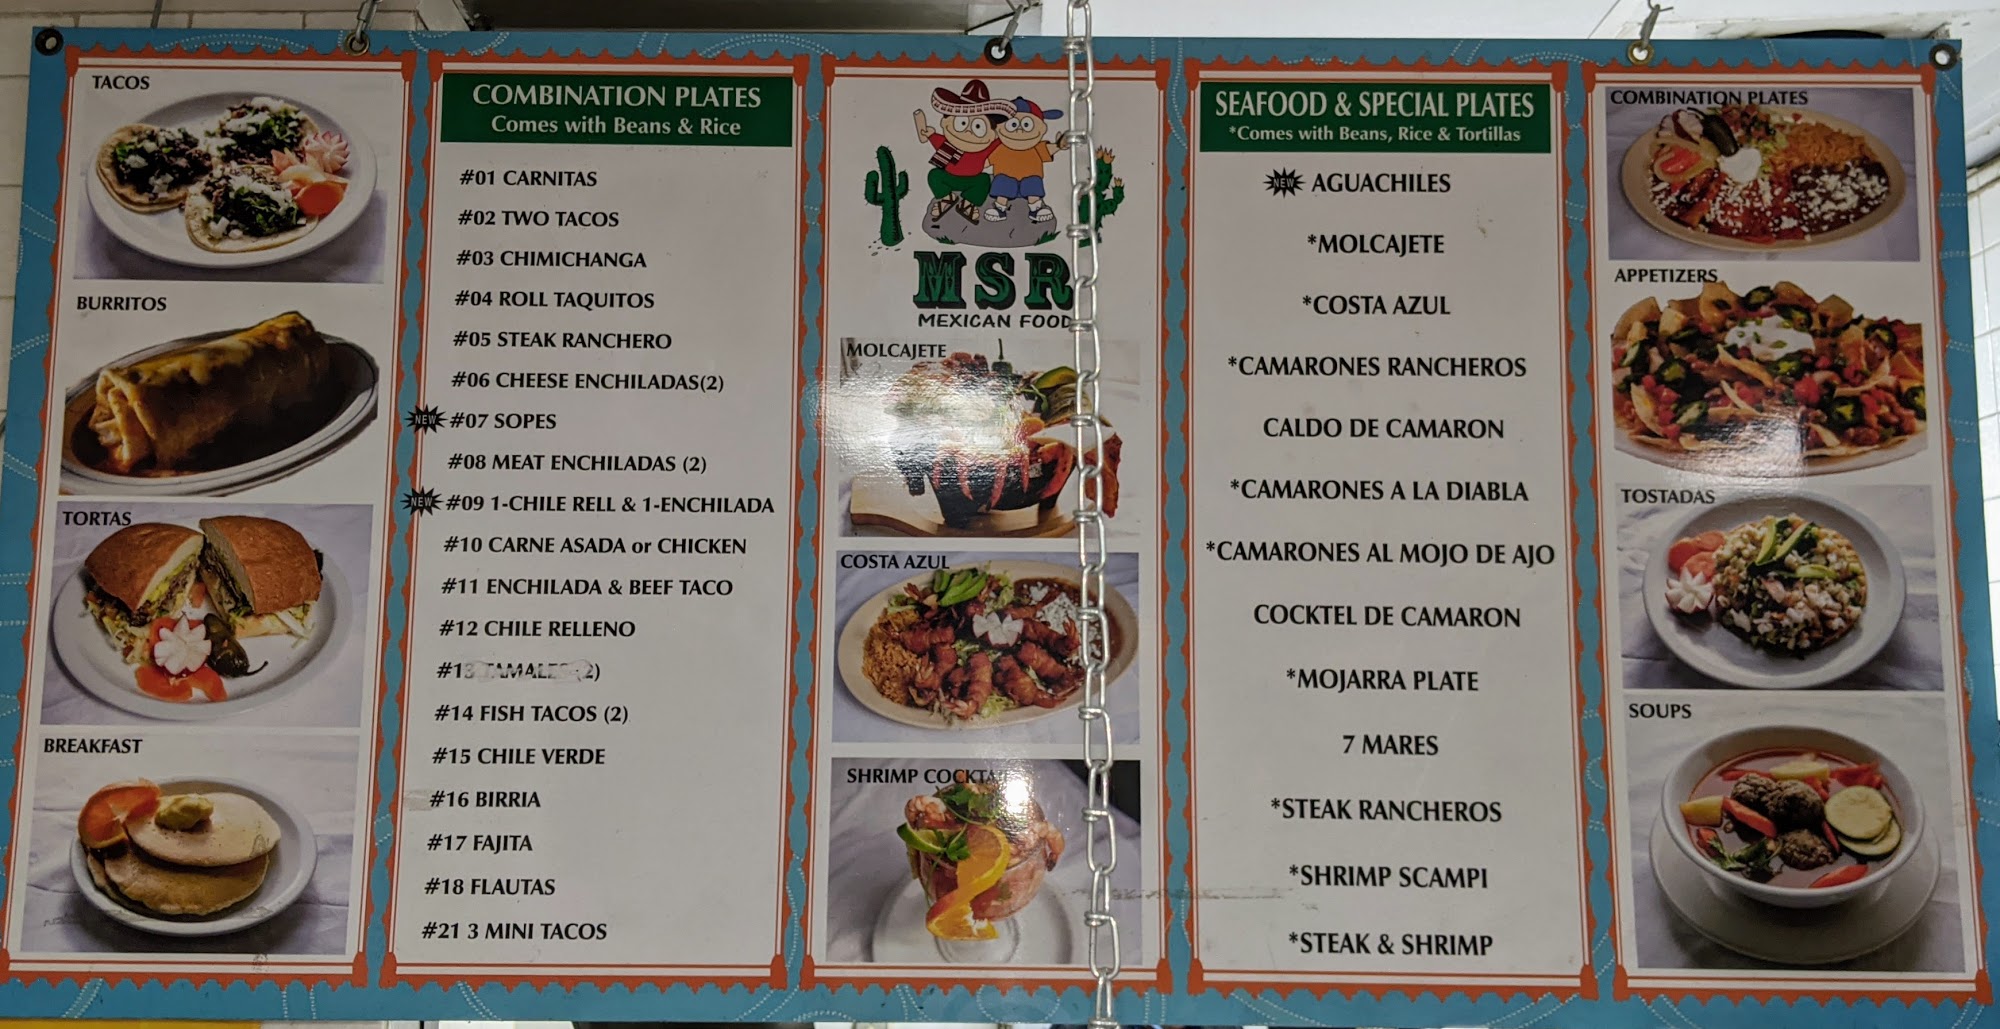 TACOS
BURRITOS
TORTAS
BREAKFAST
COMBINATION PLATES
Comes with Beans & Rice
#01 CARNITAS
#02 TWO TACOS
#03 CHIMICHANGA
#04 ROLL TAQUITOS
#05 STEAK RANCHERO
#06 CHEESE ENCHILADAS(2)
NEW #07 SOPES
#08 MEAT ENCHILADAS (2)
NEW #09 1-CHILE RELL & 1-ENCHILADA
#10 CARNE ASADA or CHICKEN
#11 ENCHILADA & BEEF TACO
#12 CHILE RELLENO
#13 TAMALES (2)
#14 FISH TACOS (2)
#15 CHILE VERDE
#16 BIRRIA
#17 FAJITA
#18 FLAUTAS
#21 3 MINI TACOS
MSR
MEXICAN FOOD
MOLCAJETE
COSTA AZUL
SHRIMP COCKTAIL
SEAFOOD & SPECIAL PLATES
*Comes with Beans, Rice & Tortillas
NEW AGUACHILES
*MOLCAJETE
*COSTA AZUL
*CAMARONES RANCHEROS
CALDO DE CAMARON
*CAMARONES A LA DIABLA
*CAMARONES AL MOJO DE AJO
COCKTEL DE CAMARON
*MOJARRA PLATE
7 MARES
*STEAK RANCHEROS
*SHRIMP SCAMPI
*STEAK & SHRIMP
COMBINATION PLATES
APPETIZERS
TOSTADAS
SOUPS